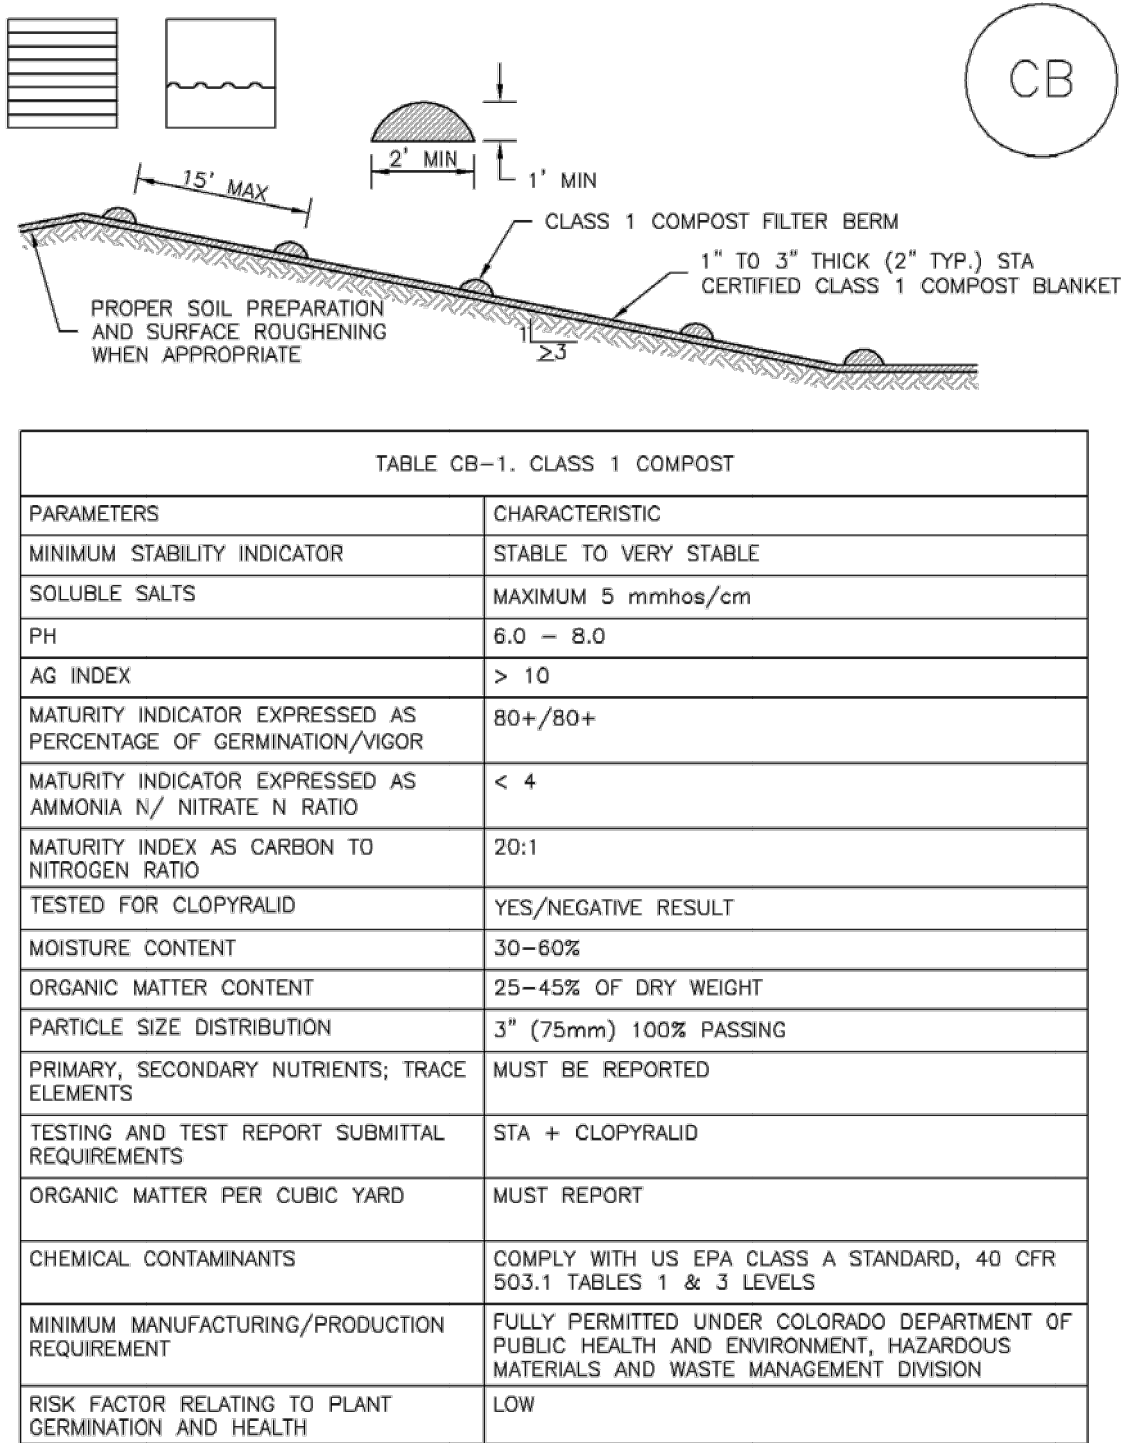 CB
2' MIN
1' MIN
15' MAX
CLASS 1 COMPOST FILTER BERM
1" TO 3" THICK (2" TYP.) STA
CERTIFIED CLASS 1 COMPOST BLANKET
PROPER SOIL PREPARATION
AND SURFACE ROUGHENING
WHEN APPROPRIATE
1
≥3
TABLE CB-1. CLASS 1 COMPOST
PARAMETERS
CHARACTERISTIC
MINIMUM STABILITY INDICATOR
STABLE TO VERY STABLE
SOLUBLE SALTS
MAXIMUM 5 mmhos/cm
PH
6.0 - 8.0
AG INDEX
> 10
MATURITY INDICATOR EXPRESSED AS
PERCENTAGE OF GERMINATION/VIGOR
80+/80+
MATURITY INDICATOR EXPRESSED AS
AMMONIA N/ NITRATE N RATIO
< 4
MATURITY INDEX AS CARBON TO
NITROGEN RATIO
20:1
TESTED FOR CLOPYRALID
YES/NEGATIVE RESULT
MOISTURE CONTENT
30-60%
ORGANIC MATTER CONTENT
25-45% OF DRY WEIGHT
PARTICLE SIZE DISTRIBUTION
3" (75mm) 100% PASSING
PRIMARY, SECONDARY NUTRIENTS; TRACE
ELEMENTS
MUST BE REPORTED
TESTING AND TEST REPORT SUBMITTAL
REQUIREMENTS
STA + CLOPYRALID
ORGANIC MATTER PER CUBIC YARD
MUST REPORT
CHEMICAL CONTAMINANTS
COMPLY WITH US EPA CLASS A STANDARD, 40 CFR
503.1 TABLES 1 & 3 LEVELS
MINIMUM MANUFACTURING/PRODUCTION
REQUIREMENT
FULLY PERMITTED UNDER COLORADO DEPARTMENT OF
PUBLIC HEALTH AND ENVIRONMENT, HAZARDOUS
MATERIALS AND WASTE MANAGEMENT DIVISION
RISK FACTOR RELATING TO PLANT
GERMINATION AND HEALTH
LOW